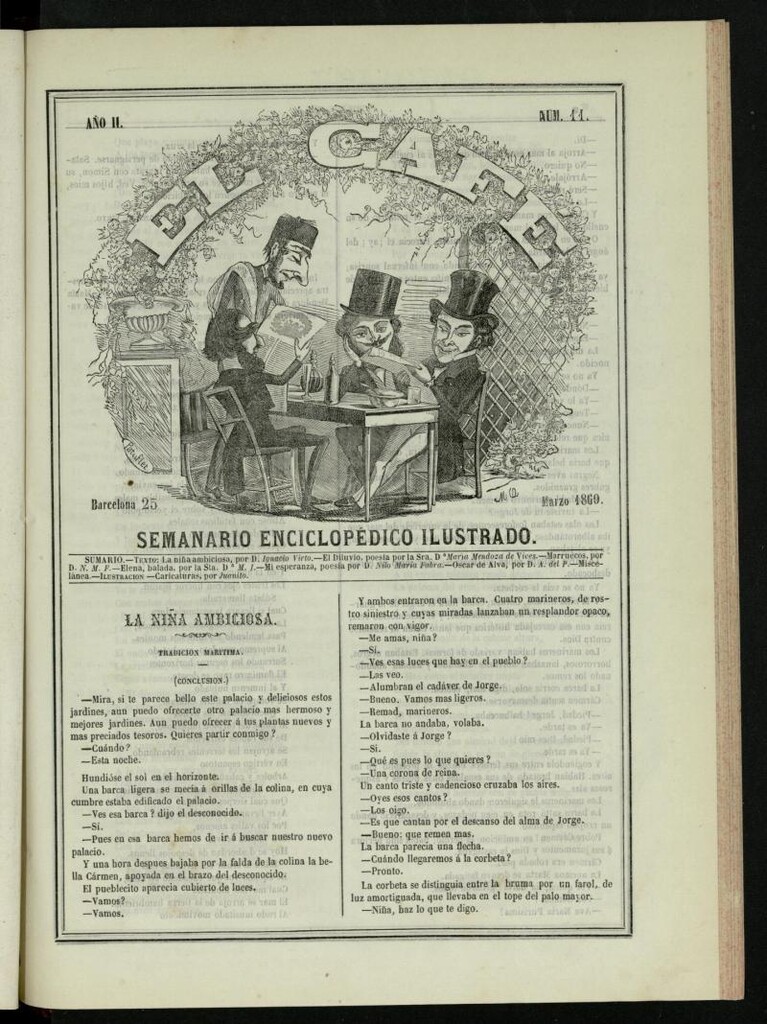 AÑO II.
NUM. 11.
EL CAFE
Barcelona 25
Marzo 1869.
SEMANARIO ENCICLOPÉDICO ILUSTRADO.
SUMARIO.—TEXTO: La niña ambiciosa, por D. Ignacio Virto.—El Diluvio, poesía por la Sra. Dª Maria Mendoza de Vives.—Marruecos, por
D. N. M. F.—Elena, balada, por la Sta. D.ª M. J.—Mi esperanza, poesía por D. Nilo Maria Fabra.—Oscar de Alva, por D. A. del P.—Misce-
lánea.—ILUSTRACION—Caricaturas, por Juanito.
LA NIÑA AMBICIOSA.
TRADICION MARITIMA.
(CONCLUSION.)
—Mira, si te parece bello este palacio y deliciosos estos
jardines, aun puedo ofrecerte otro palacio mas hermoso y
mejores jardines. Aun puedo ofrecer á tus plantas nuevos y
mas preciados tesoros. Quieres partir conmigo?
—Cuándo?
—Esta noche.
Hundióse el sol en el horizonte.
Una barca ligera se mecia á orillas de la colina, en cuya
cumbre estaba edificado el palacio.
—Ves esa barca? dijo el desconocido.
—Si.
—Pues en esa barca hemos de ir á buscar nuestro nuevo
palacio.
Y una hora despues bajaba por la falda de la colina la be-
lla Cármen, apoyada en el brazo del desconocido.
El pueblecito aparecia cubierto de luces.
—Vamos?
—Vamos.
Y ambos entraron en la barca. Cuatro marineros, de ros-
tro siniestro y cuyas miradas lanzaban un resplandor opaco,
remaron con vigor.
—Me amas, niña?
—Si.
—Ves esas luces que hay en el pueblo?
—Las veo.
—Alumbran el cadáver de Jorge.
—Bueno. Vamos mas ligeros.
—Remad, marineros.
La barca no andaba, volaba.
—Olvidaste á Jorge?
—Si.
—Qué es pues lo que quieres?
—Una corona de reina.
Un canto triste y cadencioso cruzaba los aires.
—Oyes esos cantos?
—Los oigo.
—Es que cantan por el descanso del alma de Jorge.
—Bueno: que remen mas.
La barca parecia una flecha.
—Cuándo llegaremos á la corbeta?
—Pronto.
La corbeta se distinguia entre la bruma por un farol, de
luz amortiguada, que llevaba en el tope del palo mayor.
—Niña, haz lo que te digo.